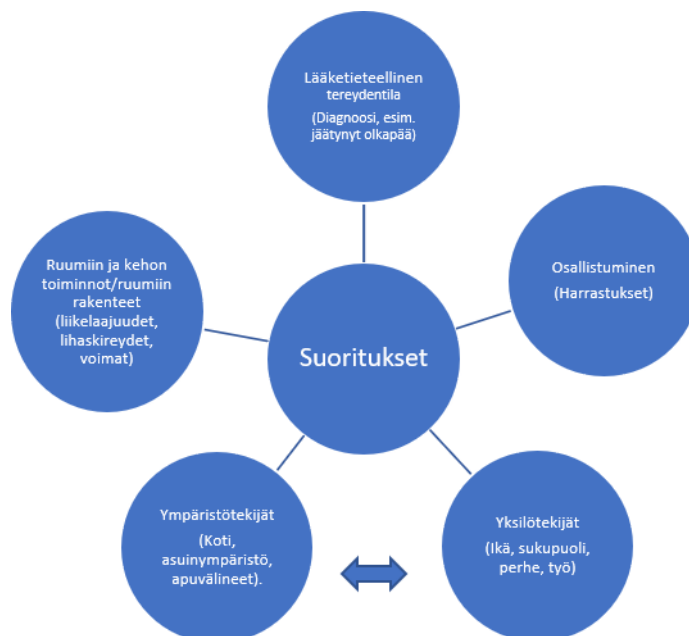 Lääketieteellinen
tereydentila
(Diagnoosi, esim.
jäätynyt olkapää)
Osallistuminen
(Harrastukset)
Ruumiin ja kehon
toiminnot/ruumiin
rakenteet
(liikelaajuudet,
lihaskireydet,
voimat)
Suoritukset
Ympäristötekijät
(Koti,
asuinympäristö,
apuvälineet).
Yksilötekijät
(Ikä, sukupuoli,
perhe, työ)